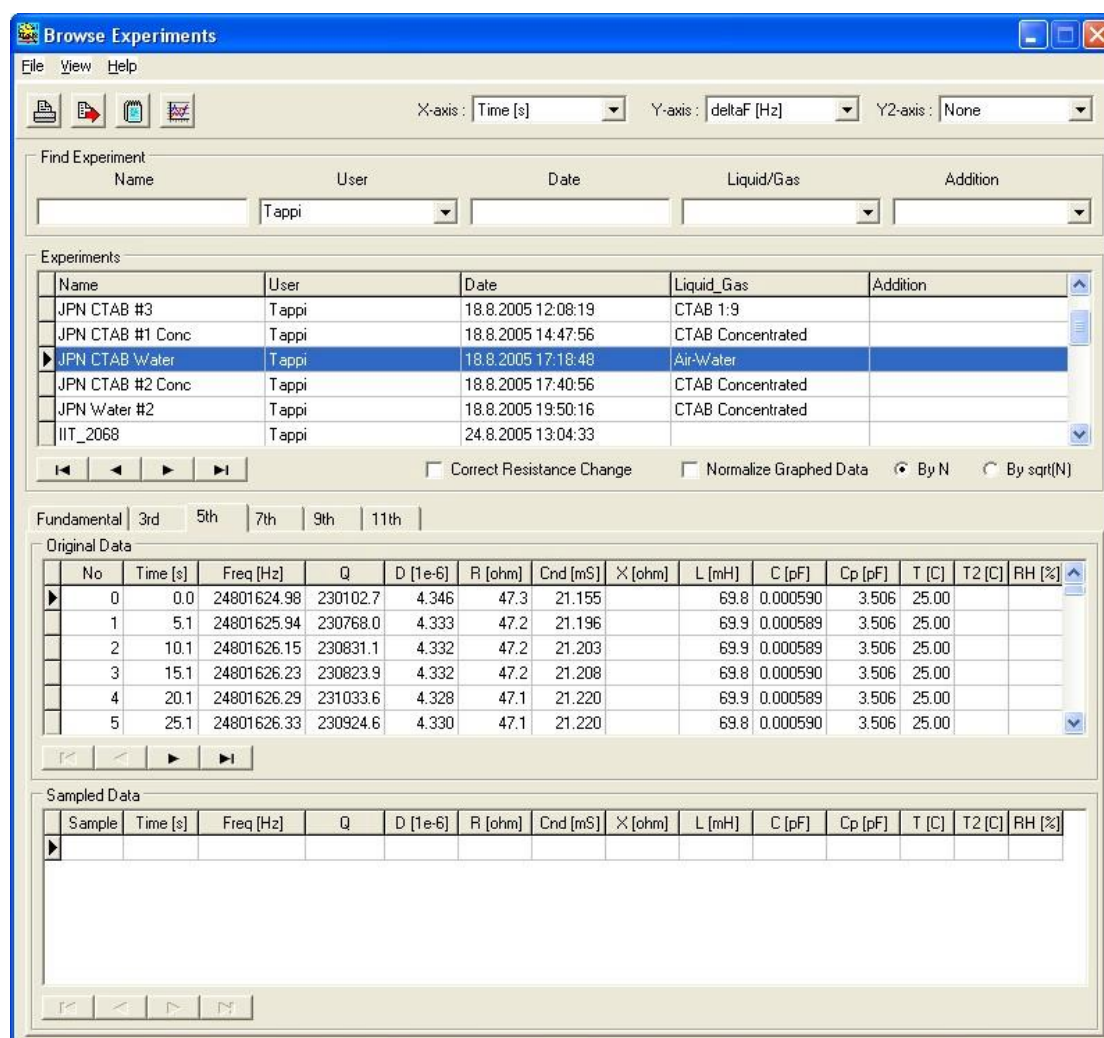 Browse Experiments
File View Help
X-axis : Time [s] Y-axis : deltaF [Hz] Y2-axis : None
Find Experiment
Name User Date Liquid/Gas Addition
Tappi
Experiments
Name User Date Liquid_Gas Addition
JPN CTAB #3 Tappi 18.8.2005 12:08:19 CTAB 1:9
JPN CTAB #1 Conc Tappi 18.8.2005 14:47:56 CTAB Concentrated
JPN CTAB Water Tappi 18.8.2005 17:18:48 Air-Water
JPN CTAB #2 Conc Tappi 18.8.2005 17:40:56 CTAB Concentrated
JPN Water #2 Tappi 18.8.2005 19:50:16 CTAB Concentrated
IIT_2068 Tappi 24.8.2005 13:04:33
Correct Resistance Change Normalize Graphed Data By N By sqrt(N)
Fundamental 3rd 5th 7th 9th 11th
Original Data
No Time [s] Freq [Hz] Q D [1e-6] R [ohm] Cnd [mS] X [ohm] L [mH] C [pF] Cp [pF] T [C] T2 [C] RH [%]
0 0.0 24801624.98 230102.7 4.346 47.3 21.155 69.8 0.000590 3.506 25.00
1 5.1 24801625.94 230768.0 4.333 47.2 21.196 69.9 0.000589 3.506 25.00
2 10.1 24801626.15 230831.1 4.332 47.2 21.203 69.9 0.000589 3.506 25.00
3 15.1 24801626.23 230823.9 4.332 47.2 21.208 69.8 0.000590 3.506 25.00
4 20.1 24801626.29 231033.6 4.328 47.1 21.220 69.9 0.000589 3.506 25.00
5 25.1 24801626.33 230924.6 4.330 47.1 21.220 69.8 0.000590 3.506 25.00
Sampled Data
Sample Time [s] Freq [Hz] Q D [1e-6] R [ohm] Cnd [mS] X [ohm] L [mH] C [pF] Cp [pF] T [C] T2 [C] RH [%]